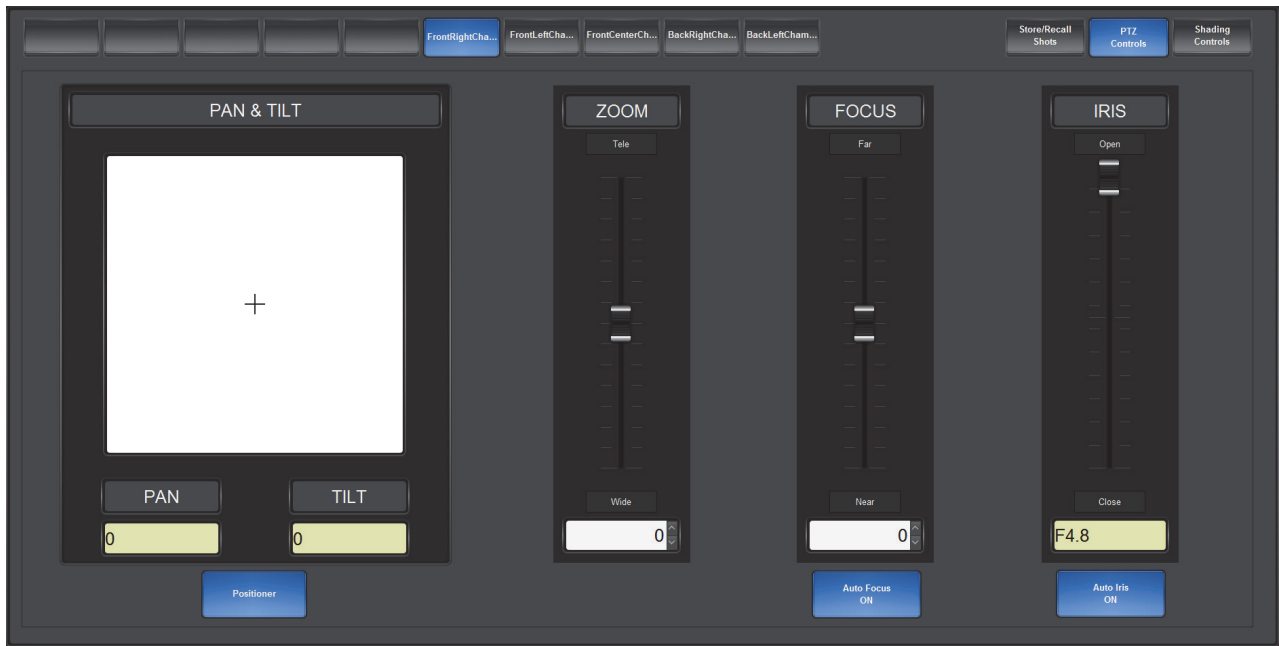 FrontRightCha...
FrontLeftCha...
FrontCenterCh...
BackRightCha...
BackLeftCham...
Store/Recall
Shots
PTZ
Controls
Shading
Controls
PAN & TILT
PAN
TILT
0
0
Positioner
ZOOM
Tele
Wide
0
FOCUS
Far
Near
0
Auto Focus
ON
IRIS
Open
Close
F4.8
Auto Iris
ON